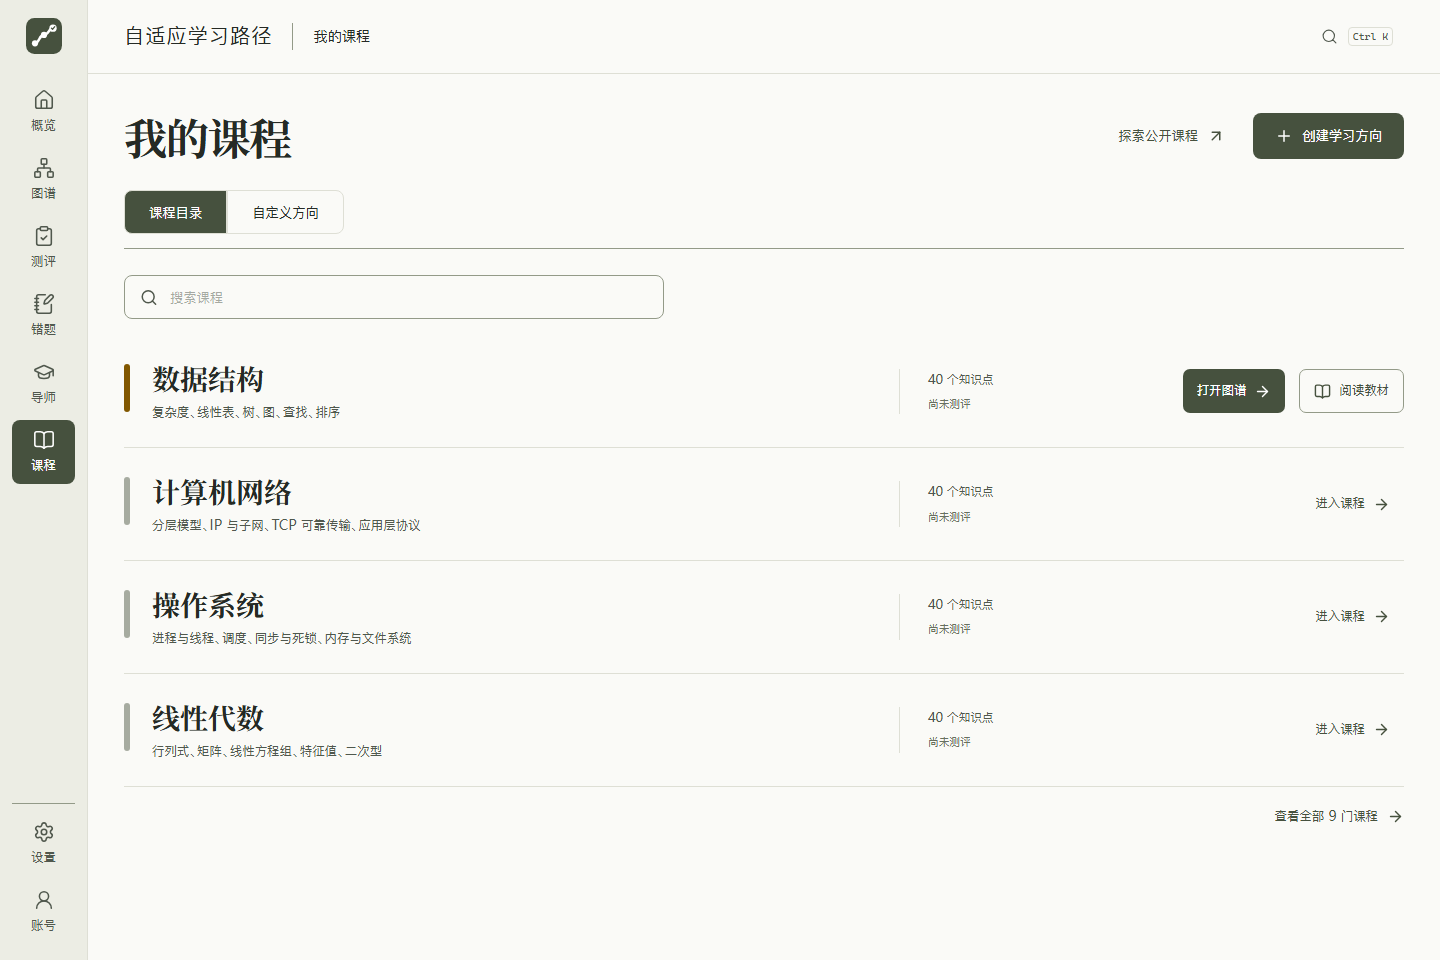 自适应学习路径
我的课程
Ctrl K
概览
图谱
测评
错题
导师
课程
设置
账号
我的课程
探索公开课程
创建学习方向
课程目录
自定义方向
搜索课程
数据结构
复杂度、线性表、树、图、查找、排序
40 个知识点
尚未测评
打开图谱
阅读教材
计算机网络
分层模型、IP 与子网、TCP 可靠传输、应用层协议
40 个知识点
尚未测评
进入课程
操作系统
进程与线程、调度、同步与死锁、内存与文件系统
40 个知识点
尚未测评
进入课程
线性代数
行列式、矩阵、线性方程组、特征值、二次型
40 个知识点
尚未测评
进入课程
查看全部 9 门课程